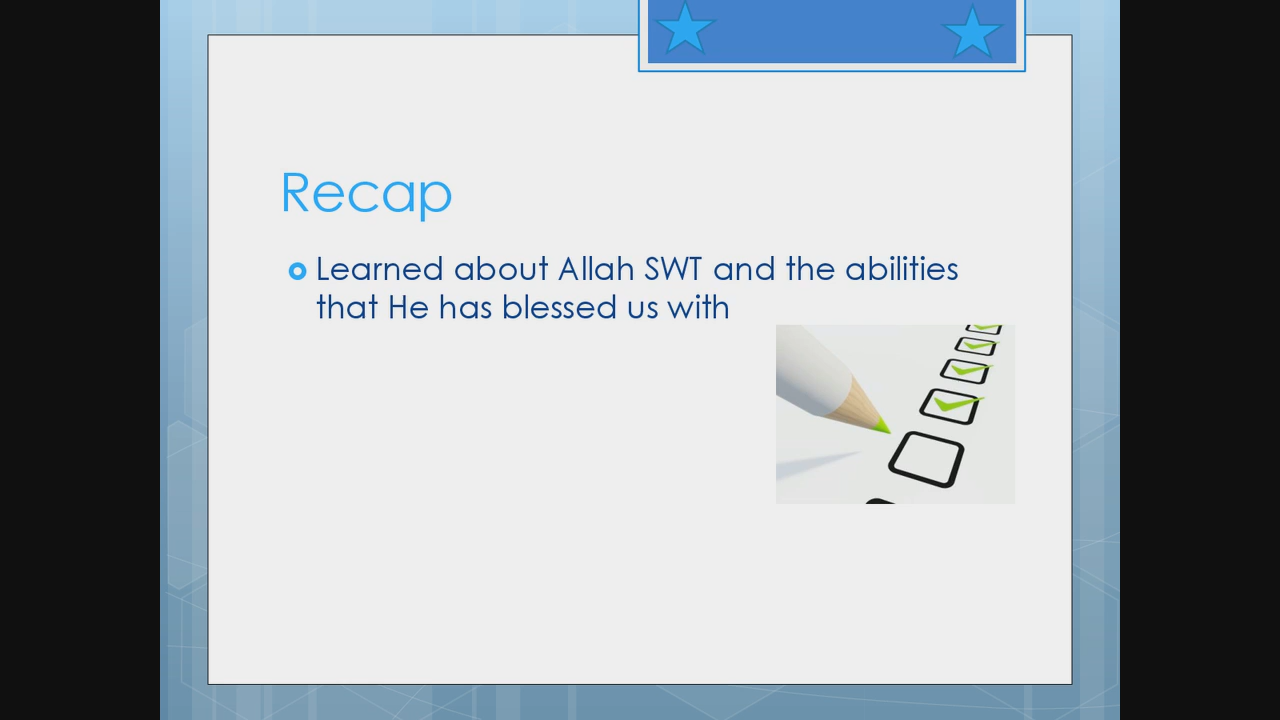 Recap
Learned about Allah SWT and the abilities
that He has blessed us with